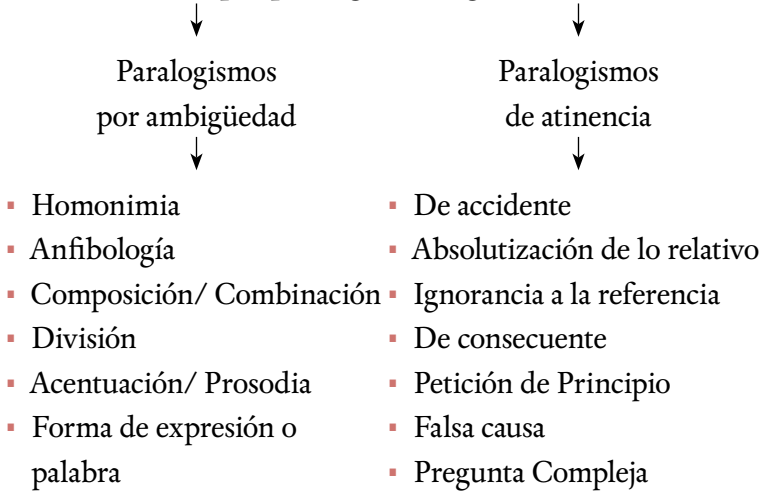 Paralogismos
por ambigüedad
▪ Homonimia
▪ Anfibología
▪ Composición/ Combinación
▪ División
▪ Acentuación/ Prosodia
▪ Forma de expresión o
palabra
Paralogismos
de atinencia
▪ De accidente
▪ Absolutización de lo relativo
▪ Ignorancia a la referencia
▪ De consecuente
▪ Petición de Principio
▪ Falsa causa
▪ Pregunta Compleja